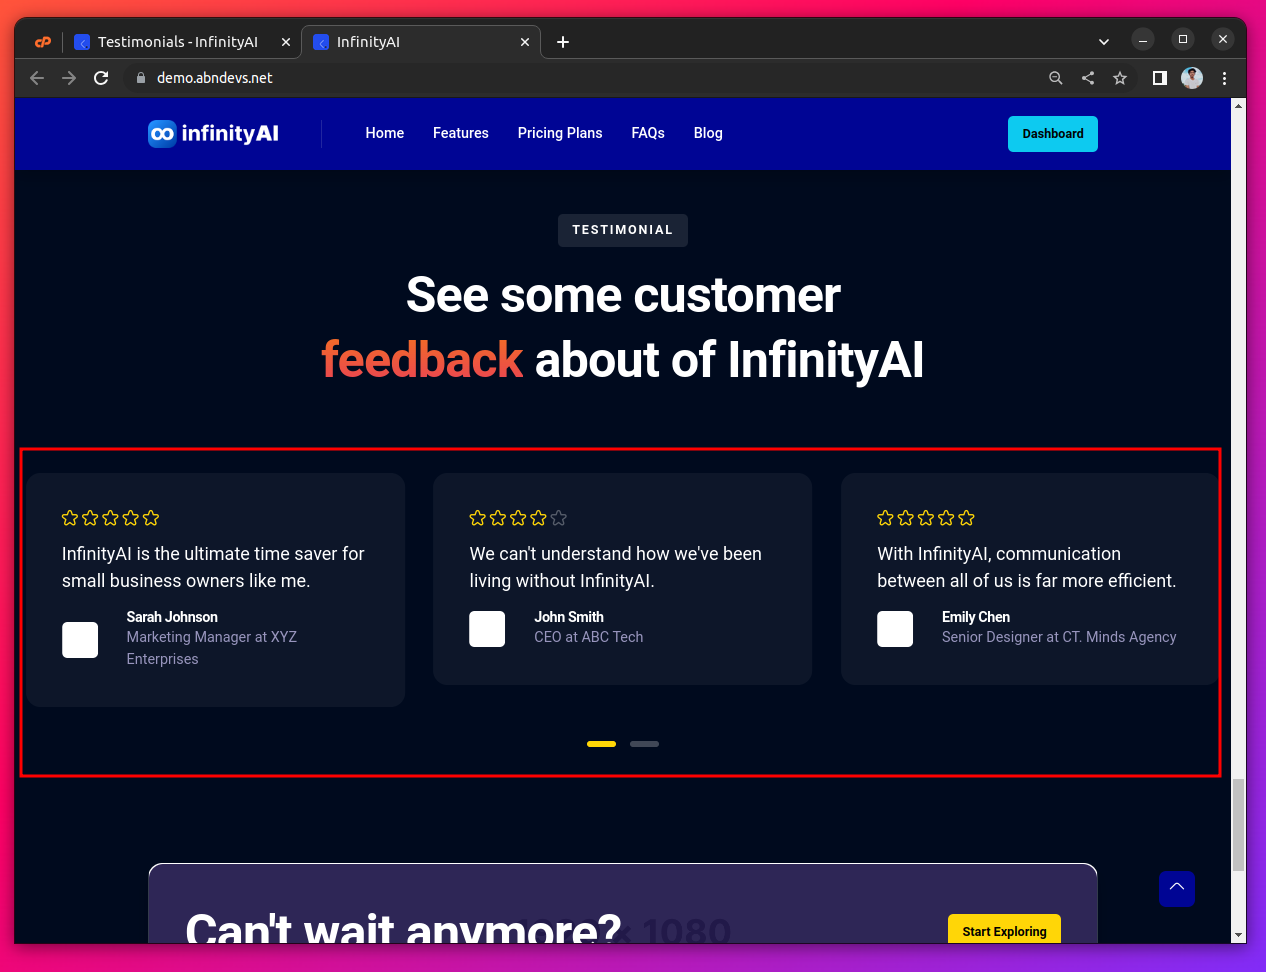 Testimonials - InfinityAI
InfinityAI
demo.abndevs.net
infinityAI
Home
Features
Pricing Plans
FAQs
Blog
Dashboard
TESTIMONIAL
See some customer
feedback about of InfinityAI
InfinityAI is the ultimate time saver for
small business owners like me.
Sarah Johnson
Marketing Manager at XYZ
Enterprises
We can't understand how we've been
living without InfinityAI.
John Smith
CEO at ABC Tech
With InfinityAI, communication
between all of us is far more efficient.
Emily Chen
Senior Designer at CT. Minds Agency
Can't wait anymore?
1080
Start Exploring